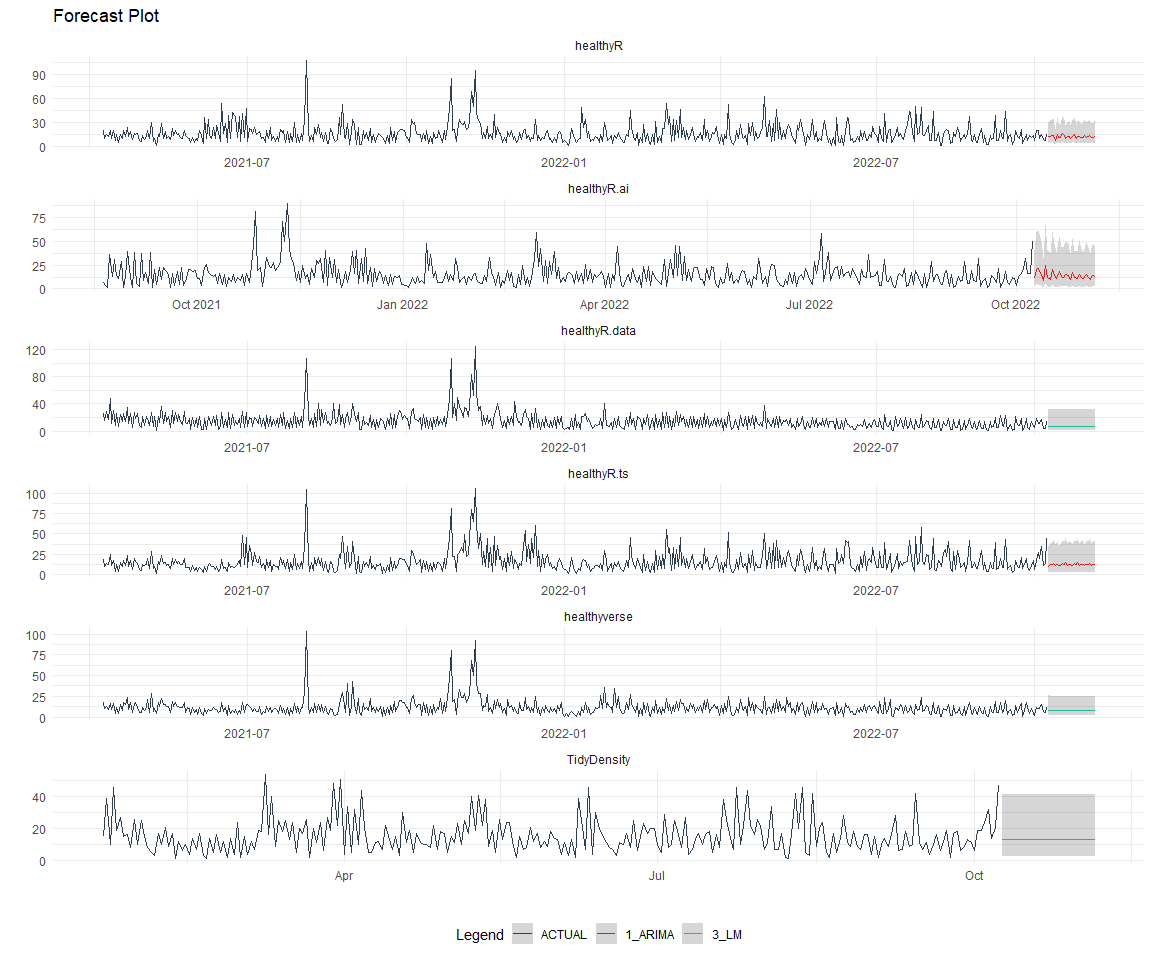 Forecast Plot
healthyR
90
60
30
0
2021-07 2022-01 2022-07
healthyR.ai
75
50
25
0
Oct 2021 Jan 2022 Apr 2022 Jul 2022 Oct 2022
healthyR.data
120
80
40
0
2021-07 2022-01 2022-07
healthyR.ts
100
75
50
25
0
2021-07 2022-01 2022-07
healthyverse
100
75
50
25
0
2021-07 2022-01 2022-07
TidyDensity
40
20
0
Apr Jul Oct
Legend ACTUAL 1_ARIMA 3_LM